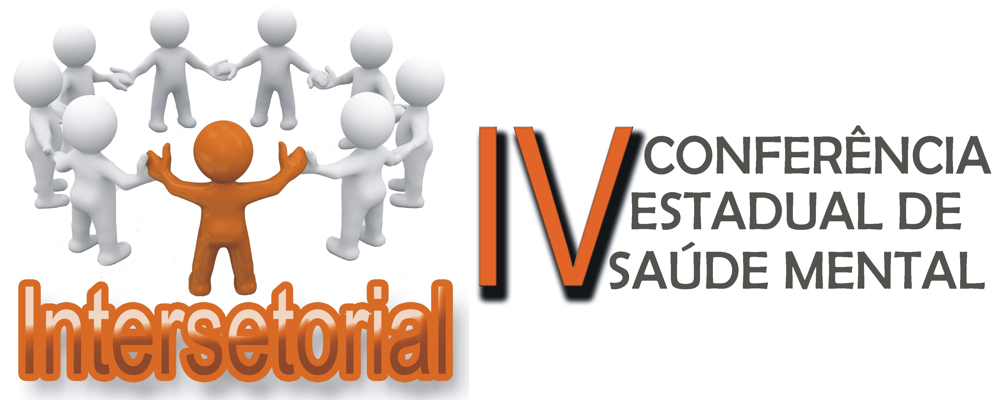 Intersetorial
IV CONFERÊNCIA
ESTADUAL DE
SAÚDE MENTAL